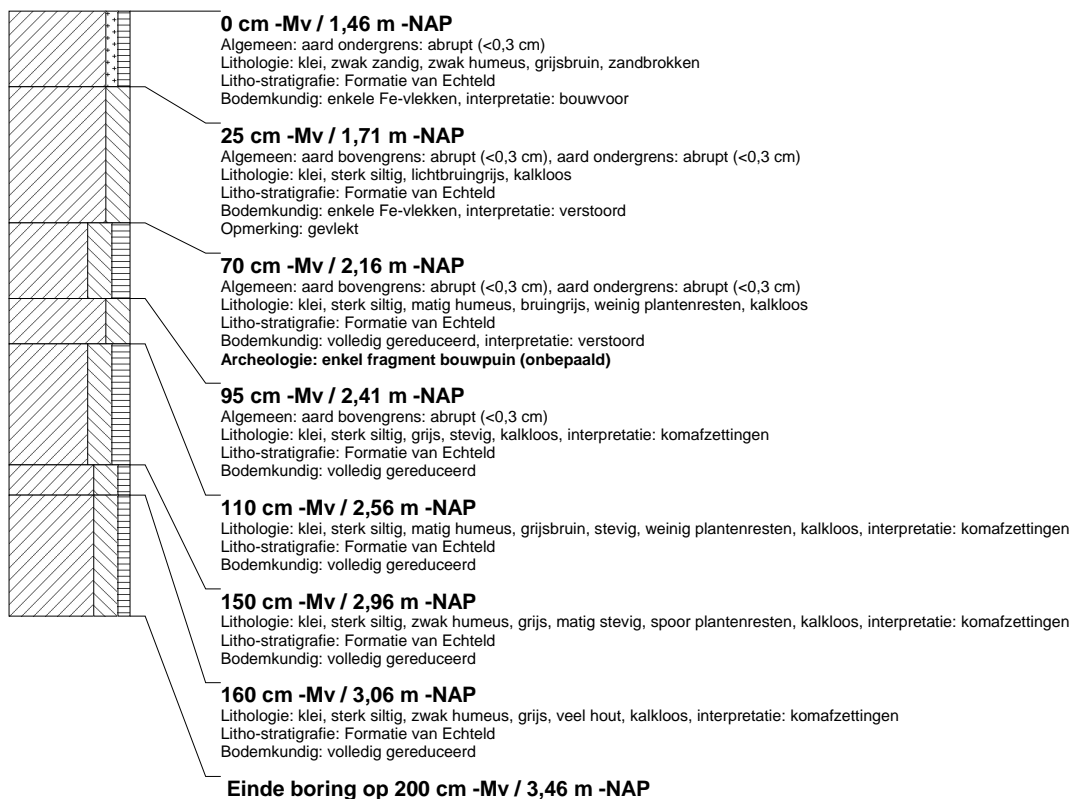 0 cm -Mv / 1,46 m -NAP
Algemeen: aard ondergrens: abrupt (<0,3 cm)
Lithologie: klei, zwak zandig, zwak humeus, grijsbruin, zandbrokken
Litho-stratigrafie: Formatie van Echteld
Bodemkundig: enkele Fe-vlekken, interpretatie: bouwvoor
25 cm -Mv / 1,71 m -NAP
Algemeen: aard bovengrens: abrupt (<0,3 cm), aard ondergrens: abrupt (<0,3 cm)
Lithologie: klei, sterk siltig, lichtbruingrijs, kalkloos
Litho-stratigrafie: Formatie van Echteld
Bodemkundig: enkele Fe-vlekken, interpretatie: verstoord
Opmerking: gevlekt
70 cm -Mv / 2,16 m -NAP
Algemeen: aard bovengrens: abrupt (<0,3 cm), aard ondergrens: abrupt (<0,3 cm)
Lithologie: klei, sterk siltig, matig humeus, bruingrijs, weinig plantenresten, kalkloos
Litho-stratigrafie: Formatie van Echteld
Bodemkundig: volledig gereduceerd, interpretatie: verstoord
Archeologie: enkel fragment bouwpuin (onbepaald)
95 cm -Mv / 2,41 m -NAP
Algemeen: aard bovengrens: abrupt (<0,3 cm)
Lithologie: klei, sterk siltig, grijs, stevig, kalkloos, interpretatie: komafzettingen
Litho-stratigrafie: Formatie van Echteld
Bodemkundig: volledig gereduceerd
110 cm -Mv / 2,56 m -NAP
Lithologie: klei, sterk siltig, matig humeus, grijsbruin, stevig, weinig plantenresten, kalkloos, interpretatie: komafzettingen
Litho-stratigrafie: Formatie van Echteld
Bodemkundig: volledig gereduceerd
150 cm -Mv / 2,96 m -NAP
Lithologie: klei, sterk siltig, zwak humeus, grijs, matig stevig, spoor plantenresten, kalkloos, interpretatie: komafzettingen
Litho-stratigrafie: Formatie van Echteld
Bodemkundig: volledig gereduceerd
160 cm -Mv / 3,06 m -NAP
Lithologie: klei, sterk siltig, zwak humeus, grijs, veel hout, kalkloos, interpretatie: komafzettingen
Litho-stratigrafie: Formatie van Echteld
Bodemkundig: volledig gereduceerd
Einde boring op 200 cm -Mv / 3,46 m -NAP